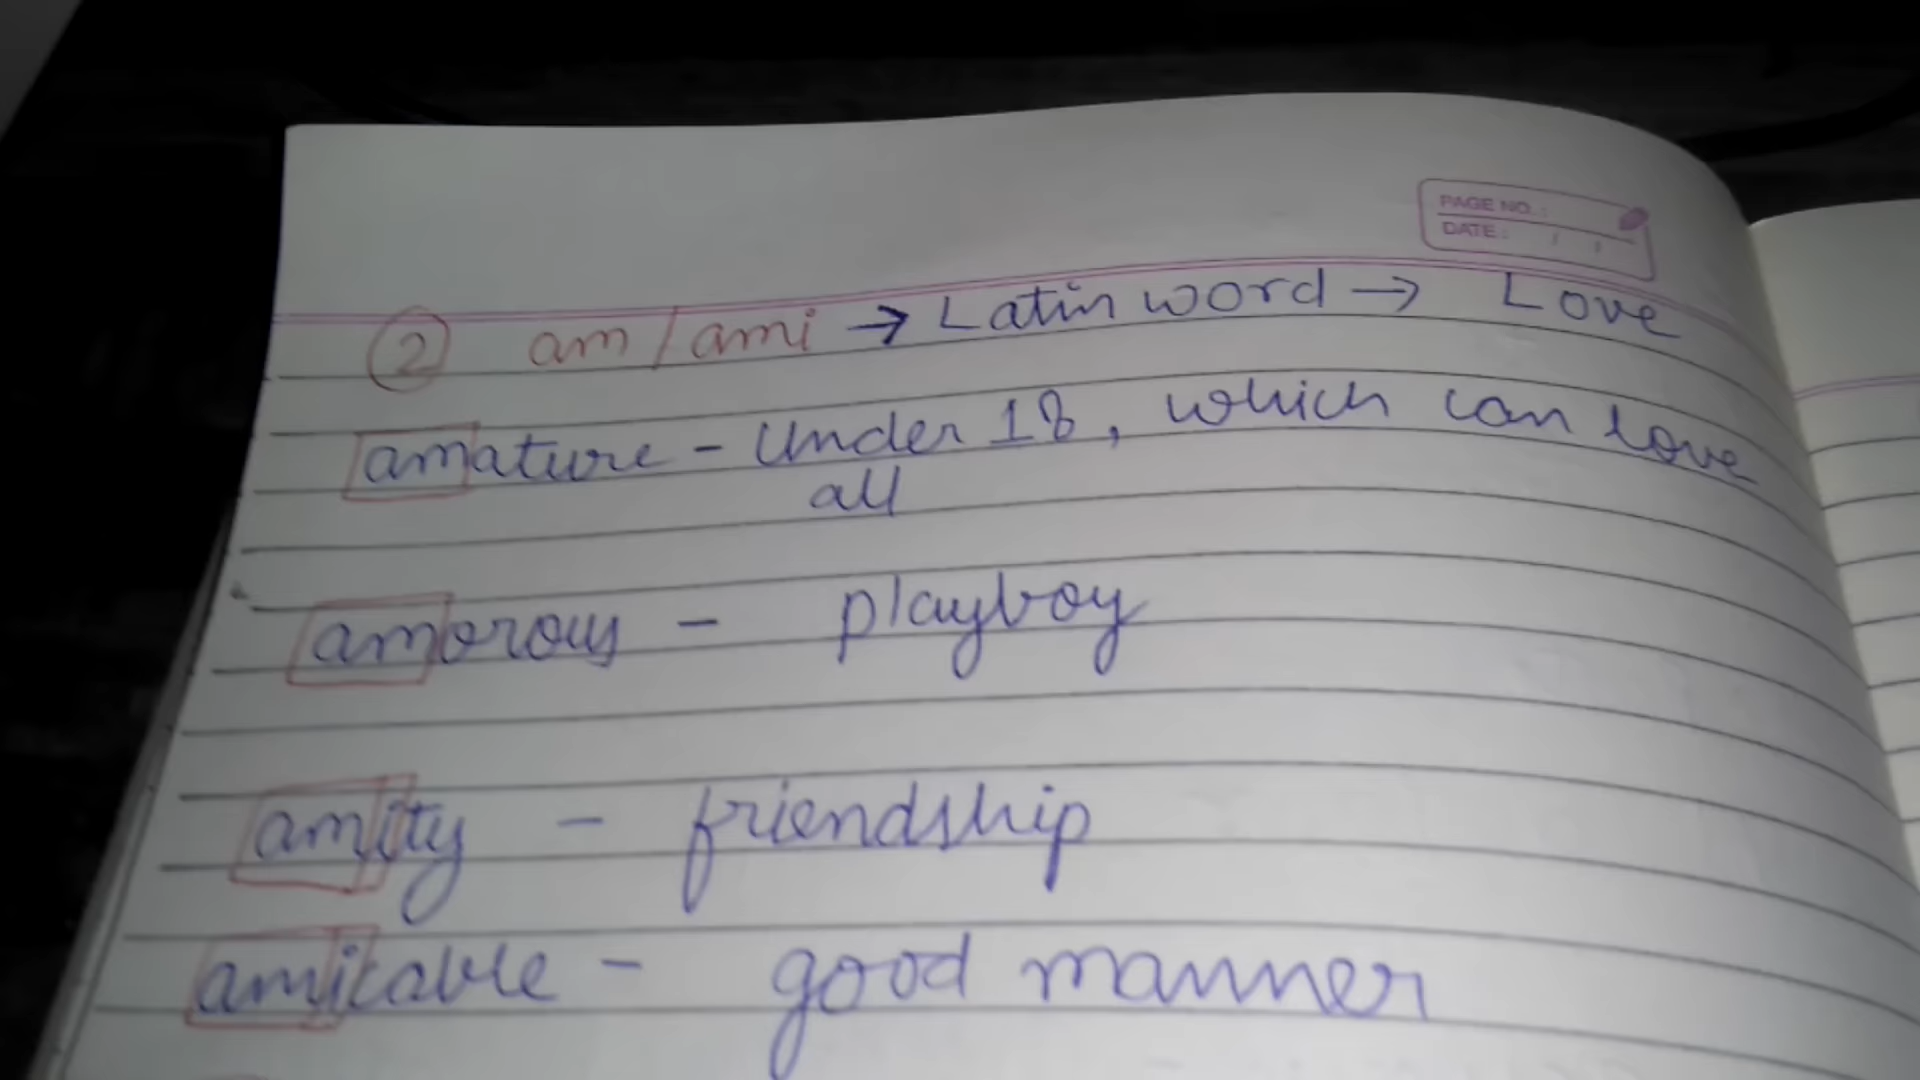 PAGE NO.:
DATE: / /
② am / ami → Latin word → Love
amature - Under 18, which can love
all
amorous - playboy
amity - friendship
amicable - good manner